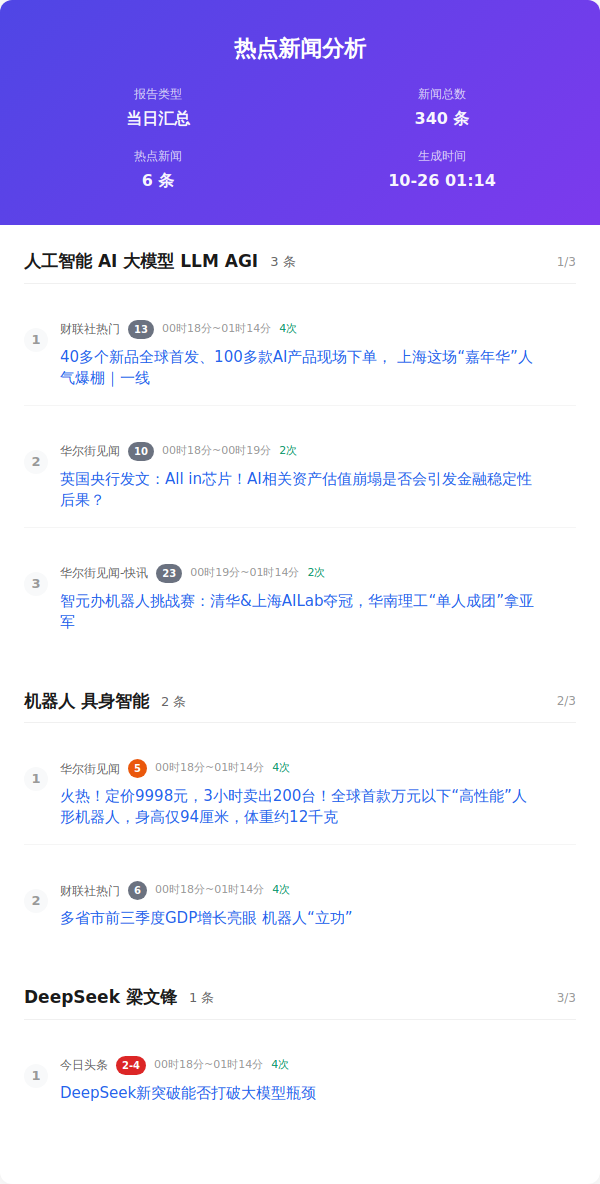 热点新闻分析
报告类型
新闻总数
当日汇总
340 条
热点新闻
生成时间
6 条
10-26 01:14
人工智能 AI 大模型 LLM AGI 3 条 1/3
1
财联社热门 13 00时18分~01时14分 4次
40多个新品全球首发、100多款AI产品现场下单， 上海这场“嘉年华”人
气爆棚｜一线
2
华尔街见闻 10 00时18分~00时19分 2次
英国央行发文：All in芯片！AI相关资产估值崩塌是否会引发金融稳定性
后果？
3
华尔街见闻-快讯 23 00时19分~01时14分 2次
智元办机器人挑战赛：清华&上海AILab夺冠，华南理工“单人成团”拿亚
军
机器人 具身智能 2 条 2/3
1
华尔街见闻 5 00时18分~01时14分 4次
火热！定价9998元，3小时卖出200台！全球首款万元以下“高性能”人
形机器人，身高仅94厘米，体重约12千克
2
财联社热门 6 00时18分~01时14分 4次
多省市前三季度GDP增长亮眼 机器人“立功”
DeepSeek 梁文锋 1 条 3/3
1
今日头条 2-4 00时18分~01时14分 4次
DeepSeek新突破能否打破大模型瓶颈